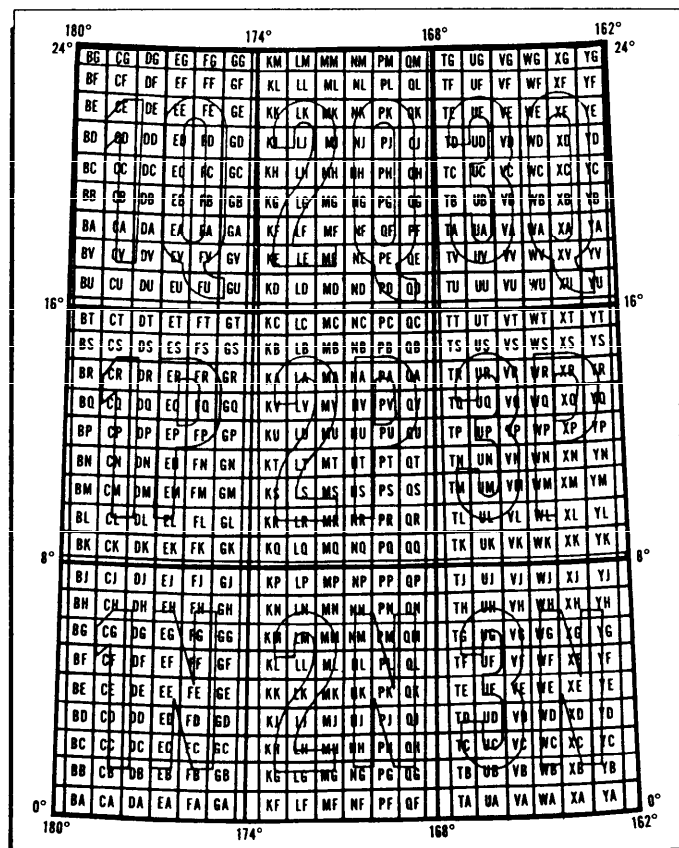 180° 174° 168° 162°
24° BG CG DG EG FG GG KM LM MM NM PM QM TG UG VG WG XG YG 24°
BF CF DF EF FF GF KL LL ML NL PL QL TF UF VF WF XF YF
BE CE DE EE FE GE KK LK MK NK PK QK TE UE VE WE XE YE
BD CD DD ED FD GD KJ LJ MJ NJ PJ QJ TD UD VD WD XD YD
BC CC DC EC FC GC KH LH MH NH PH QH TC UC VC WC XC YC
BB CB DB EB FB GB KG LG MG NG PG QG TB UB VB WB XB YB
BA CA DA EA FA GA KF LF MF NF QF PF TA UA VA WA XA YA
BV CV DV EV FV GV KE LE ME NE PE QE TV UV VV WV XV YV
BU CU DU EU FU GU KD LD MD ND PD QD TU UU VU WU XU YU
1Q 2Q 3Q
16° 16°
BT CT DT ET FT GT KC LC MC NC PC QC TT UT VT WT XT YT
BS CS DS ES FS GS KB LB MB NB PB QB TS US VS WS XS YS
BR CR DR ER FR GR KA LA MA NA PA QA TR UR VR WR XR YR
BQ CQ DQ EQ FQ GQ KV LV MV NV PV QV TQ UQ VQ WQ XQ YQ
BP CP DP EP FP GP KU LU MU NU PU QU TP UP VP WP XP YP
BN CN DN EN FN GN KT LT MT NT PT QT TN UN VN WN XN YN
BM CM DM EM FM GM KS LS MS NS PS QS TM UM VM WM XM YM
BL CL DL EL FL GL KR LR MR NR PR QR TL UL VL WL XL YL
BK CK DK EK FK GK KQ LQ MQ NQ PQ QQ TK UK VK WK XK YK
1P 2P 3P
8° 8°
BJ CJ DJ EJ FJ GJ KP LP MP NP PP QP TJ UJ VJ WJ XJ YJ
BH CH DH EH FH GH KN LN MN NN PN QN TH UH VH WH XH YH
BG CG DG EG FG GG KM LM MM NM PM QM TG UG VG WG XG YG
BF CF DF EF FF GF KL LL ML NL PL QL TF UF VF WF XF YF
BE CE DE EE FE GE KK LK MK NK PK QK TE UE VE WE XE YE
BD CD DD ED FD GD KJ LJ MJ NJ PJ QJ TD UD VD WD XD YD
BC CC DC EC FC GC KH LH MH NH PH QH TC UC VC WC XC YC
BB CB DB EB FB GB KG LG MG NG PG QG TB UB VB WB XB YB
0° BA CA DA EA FA GA KF LF MF NF PF QF TA UA VA WA XA YA 0°
1N 2N 3N
180° 174° 168° 162°